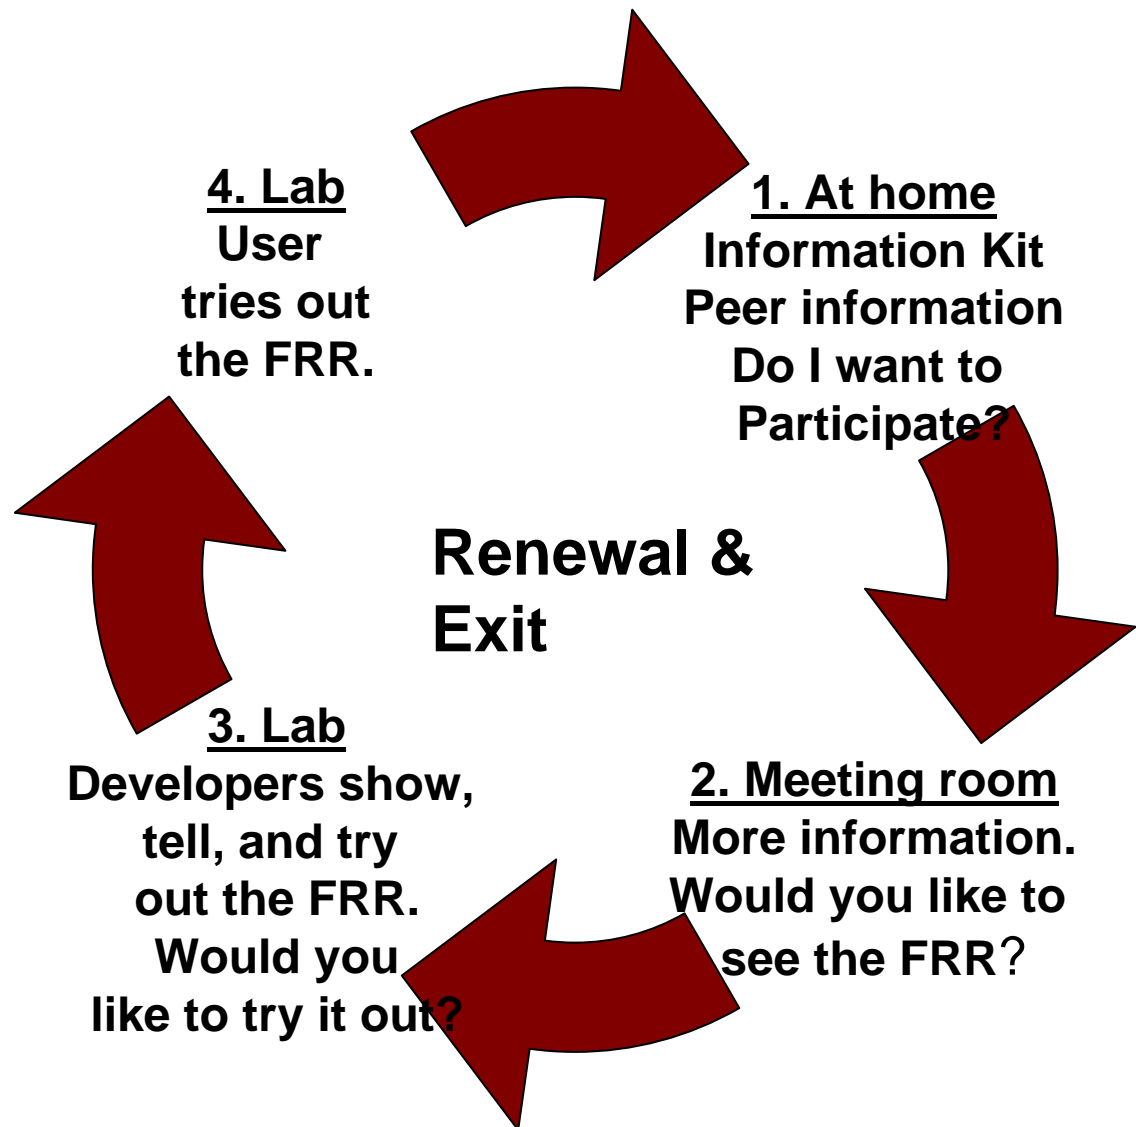 1. At home
Information Kit
Peer information
Do I want to
Participate?
2. Meeting room
More information.
Would you like to
see the FRR?
3. Lab
Developers show,
tell, and try
out the FRR.
Would you
like to try it out?
4. Lab
User
tries out
the FRR.
Renewal &
Exit